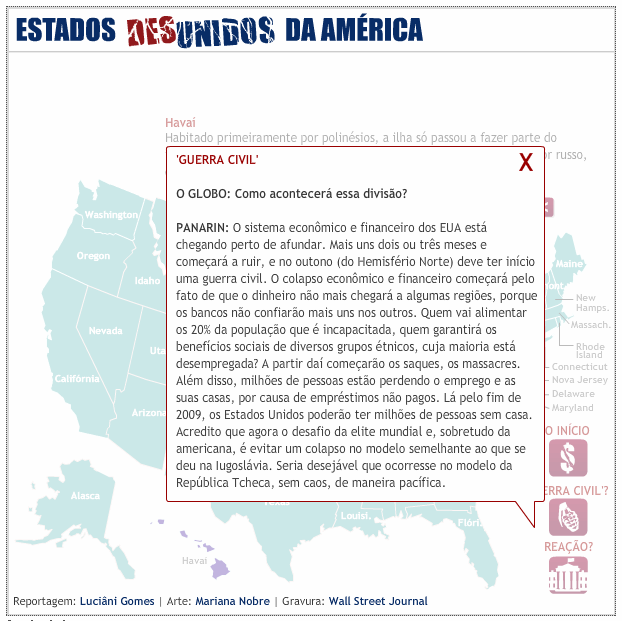 ESTADOS DESUNIDOS DA AMÉRICA
Havai
Habitado primeiramente por polinésios, a ilha só passou a fazer parte do
russo,
'GUERRA CIVIL'
X
O GLOBO: Como acontecerá essa divisão?
PANARIN: O sistema econômico e financeiro dos EUA está
chegando perto de afundar. Mais uns dois ou três meses e
começará a ruir, e no outono (do Hemisfério Norte) deve ter início
uma guerra civil. O colapso econômico e financeiro começará pelo
fato de que o dinheiro não mais chegará a algumas regiões, porque
os bancos não confiarão mais uns nos outros. Quem vai alimentar
os 20% da população que é incapacitada, quem garantirá os
benefícios sociais de diversos grupos étnicos, cuja maioria está
desempregada? A partir daí começarão os saques, os massacres.
Além disso, milhões de pessoas estão perdendo o emprego e as
suas casas, por causa de empréstimos não pagos. Lá pelo fim de
2009, os Estados Unidos poderão ter milhões de pessoas sem casa.
Acredito que agora o desafio da elite mundial e, sobretudo da
americana, é evitar um colapso no modelo semelhante ao que se
deu na Iugoslávia. Seria desejável que ocorresse no modelo da
República Tcheca, sem caos, de maneira pacífica.
Washington
Oregon
Idaho
Nevada
Uta
Califórnia
Arizona
Alasca
Havai
Texas
Louisi.
Flóri.
Maine
New
Hamps.
Massach.
Rhode
Island
Connecticut
Nova Jersey
Delaware
Maryland
O INÍCIO
ERRA CIVIL?
REAÇÃO?
Reportagem: Luciâni Gomes | Arte: Mariana Nobre | Gravura: Wall Street Journal